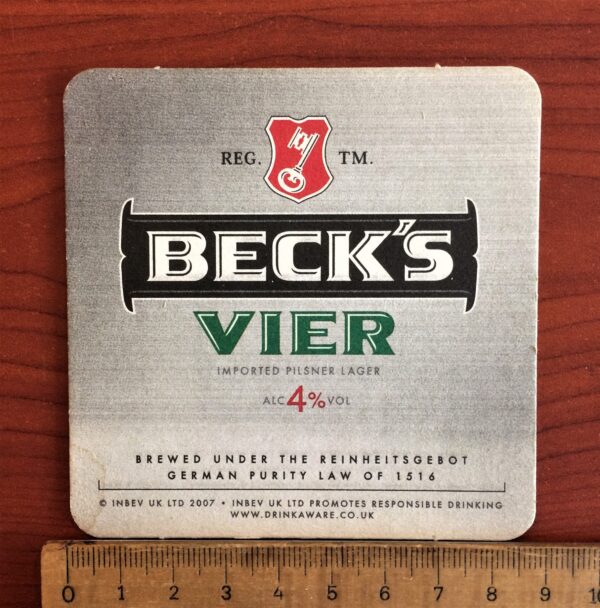 REG. TM.
BECK'S
VIER
IMPORTED PILSNER LAGER
ALC 4% VOL
BREWED UNDER THE REINHEITSGEBOT
GERMAN PURITY LAW OF 1516
© INBEV UK LTD 2007 • INBEV UK LTD PROMOTES RESPONSIBLE DRINKING
WWW.DRINKAWARE.CO.UK
0 1 2 3 4 5 6 7 8 9 10